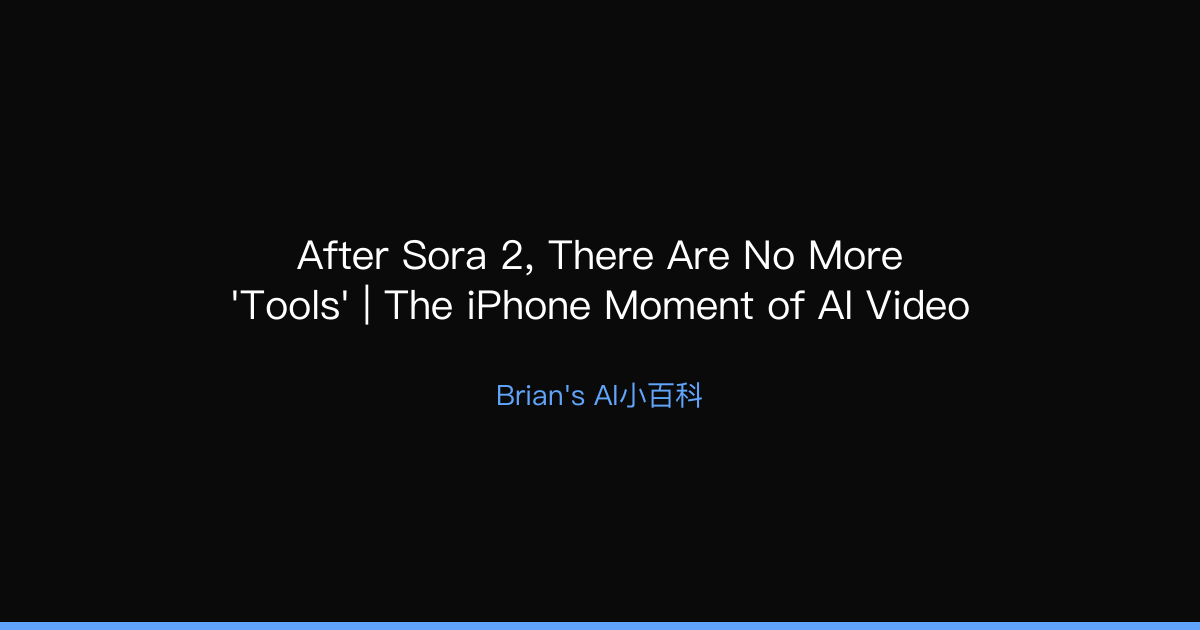 After Sora 2, There Are No More
'Tools' | The iPhone Moment of AI Video
Brian's AI小百科